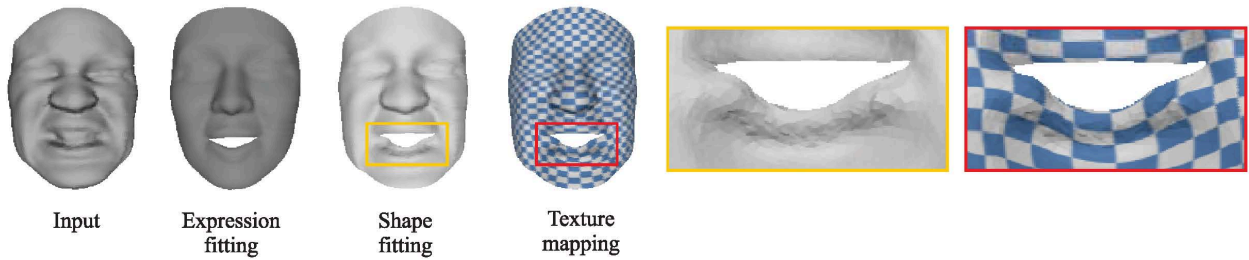 Input
Expression
fitting
Shape
fitting
Texture
mapping